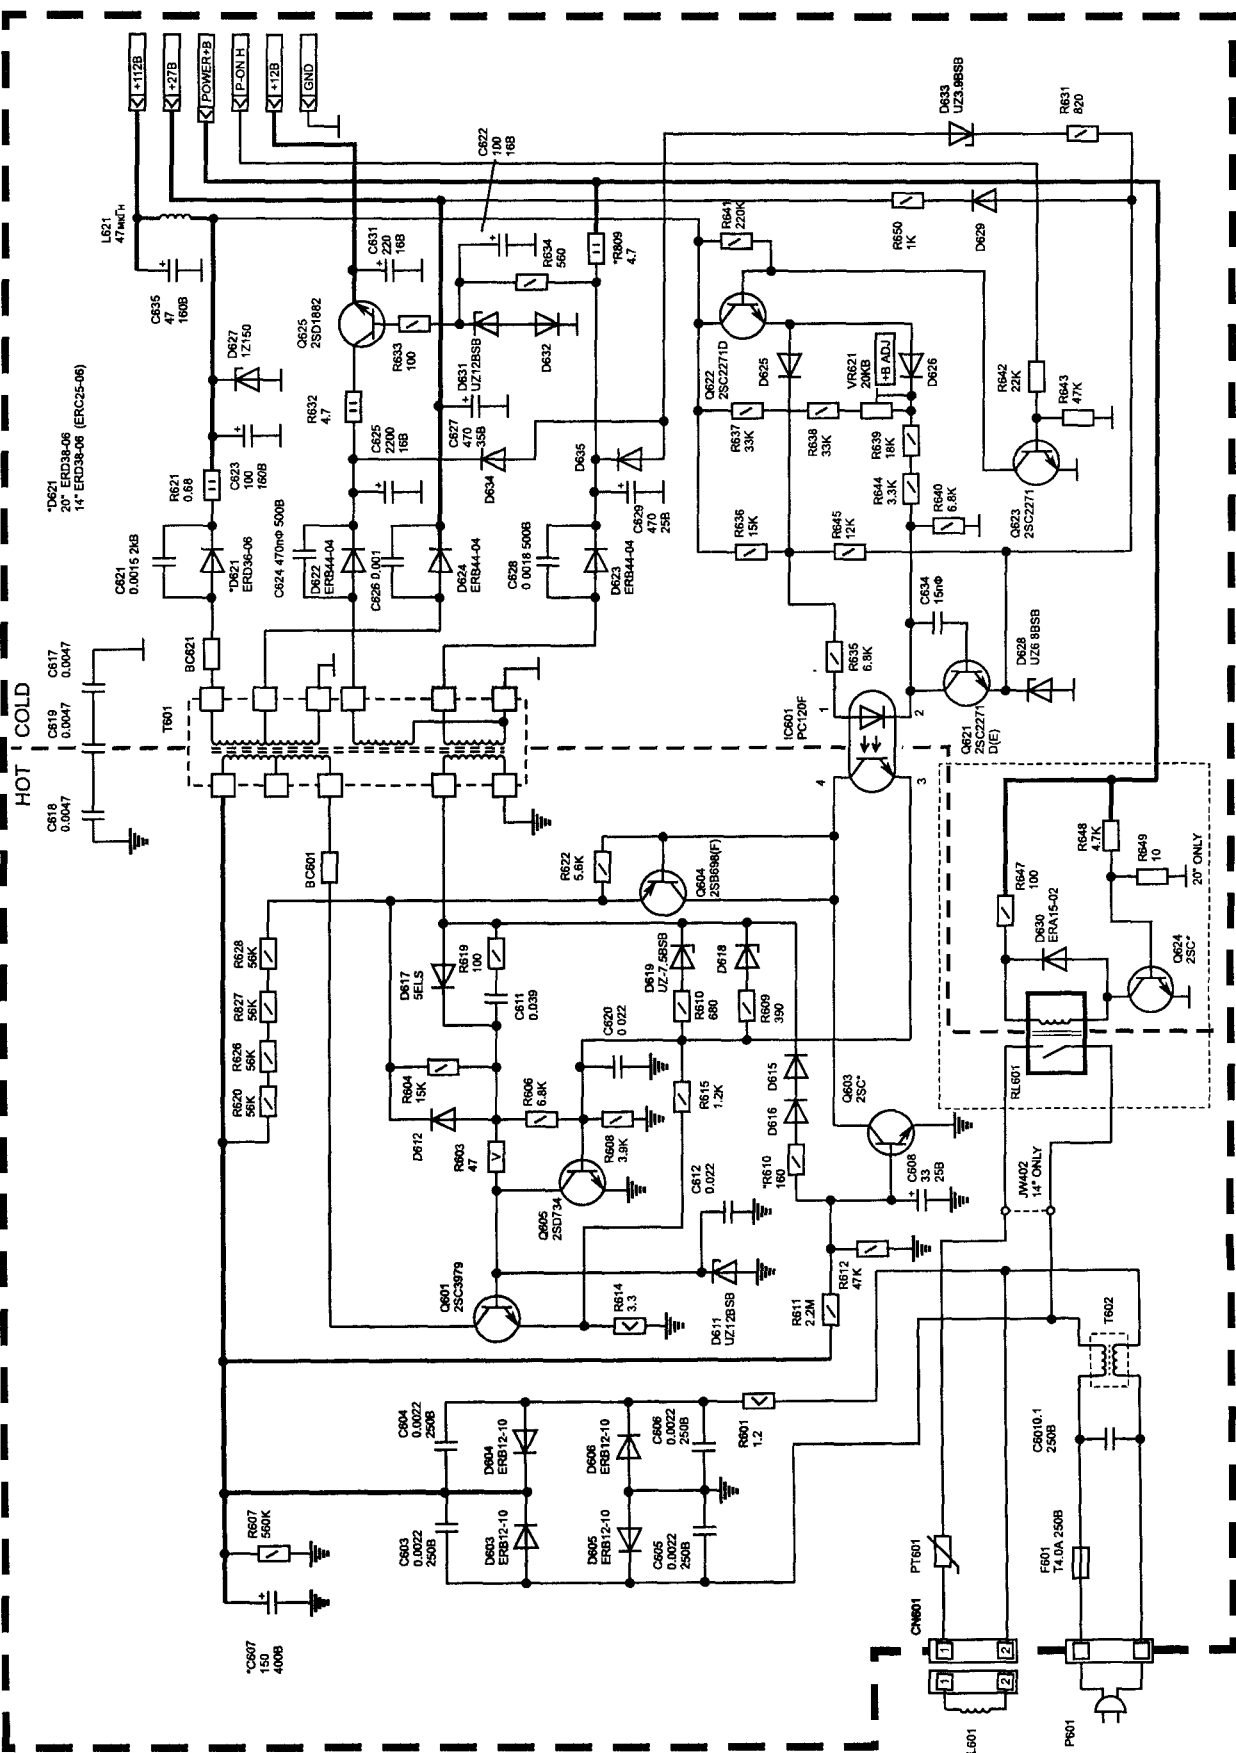 +112B
+27B
POWER+B
P-ON H
+12B
GND
L621
47мкГн
C635
47
160B
D627
1Z150
*D621
20" ERD38-06
14" ERD38-06 (ERC25-06)
R621
0.68
C623
100
160B
C621
0.0015 2kB
*D621
ERD36-06
BC621
C624 470пФ 500B
D622
ERB44-04
C626 0.001
D624
ERB44-04
C628
0 0018 500B
D623
ERB44-04
Q625
2SD1882
R632
4.7
C625
2200
16B
C631
220
16B
R633
100
D631
UZ12BSB
D632
C627
470
35B
D634
D635
C629
470
25B
C622
100
16B
R634
560
*R809
4.7
D633
UZ3.9BSB
R631
820
R650
1K
D629
R641
220K
Q622
2SC2271D
D625
VR621
20KB
+B ADJ
D626
R637
33K
R638
33K
R639
18K
R644
3.3K
R640
6.8K
R642
22K
R643
47K
Q623
2SC2271
R636
15K
R645
12K
C634
15пФ
R635
6.8K
D628
UZ6 8BSB
Q621
2SC2271
D(E)
IC601
PC120F
1
2
3
4
HOT
COLD
C617
0.0047
C619
0.0047
C618
0.0047
T601
BC601
R628
56K
R827
56K
R626
56K
R620
56K
R622
5.6K
Q604
2SB698(F)
D617
5ELS
R619
100
C611
0.039
D619
UZ-7.5BSB
R610
680
D618
R609
390
C620
0 022
R604
15K
D612
R606
6.8K
R603
47
R608
3.9K
R615
1.2K
Q605
2SD734
C612
0.022
D615
D616
*R610
160
Q603
2SC*
C608
33
25B
Q601
2SC3979
R614
3.3
D611
UZ12BSB
R612
47K
R611
2.2M
R647
100
D630
ERA15-02
R648
4.7K
R649
10
20" ONLY
Q624
2SC*
RL601
JW402
14" ONLY
T602
C604
0.0022
250B
D604
ERB12-10
D606
ERB12-10
C606
0.0022
250B
R601
1.2
R607
560K
C603
0.0022
250B
D603
ERB12-10
D605
ERB12-10
C605
0.0022
250B
*C607
150
400B
C6010.1
250B
PT601
F601
T4.0A 250B
CN601
1
2
1
2
L601
P601